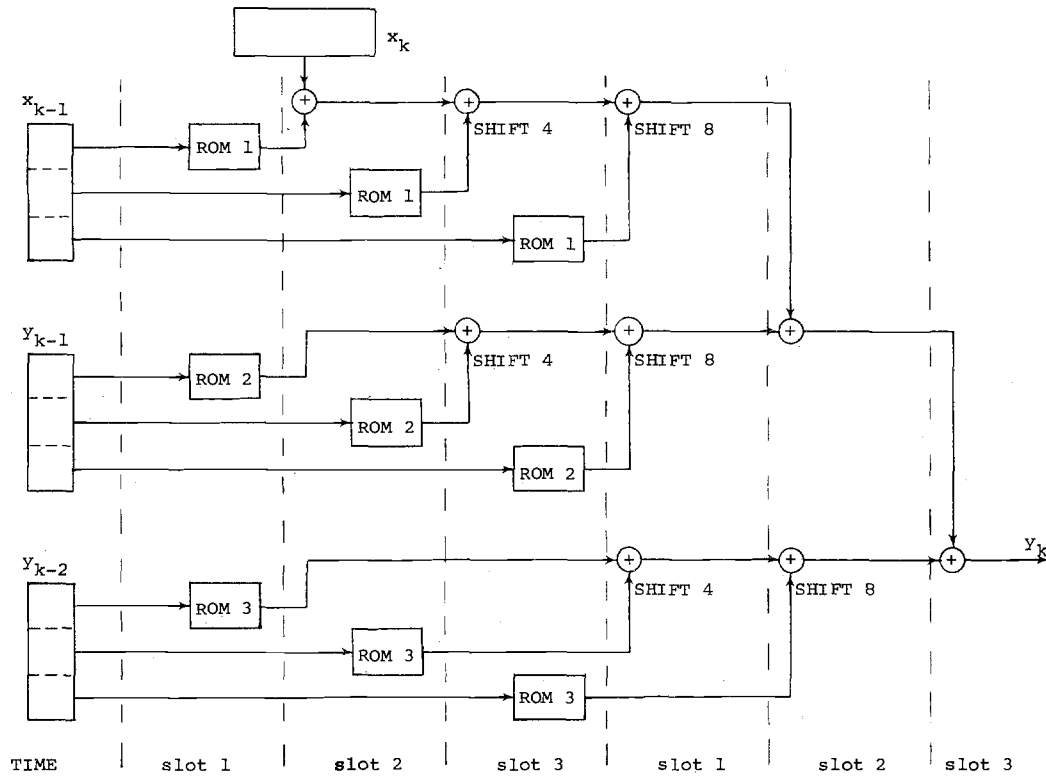 x_k
x_{k-1}
ROM 1
SHIFT 4
SHIFT 8
ROM 1
ROM 1
y_{k-1}
ROM 2
SHIFT 4
SHIFT 8
ROM 2
ROM 2
y_{k-2}
y_k
ROM 3
SHIFT 4
SHIFT 8
ROM 3
ROM 3
TIME slot 1 slot 2 slot 3 slot 1 slot 2 slot 3